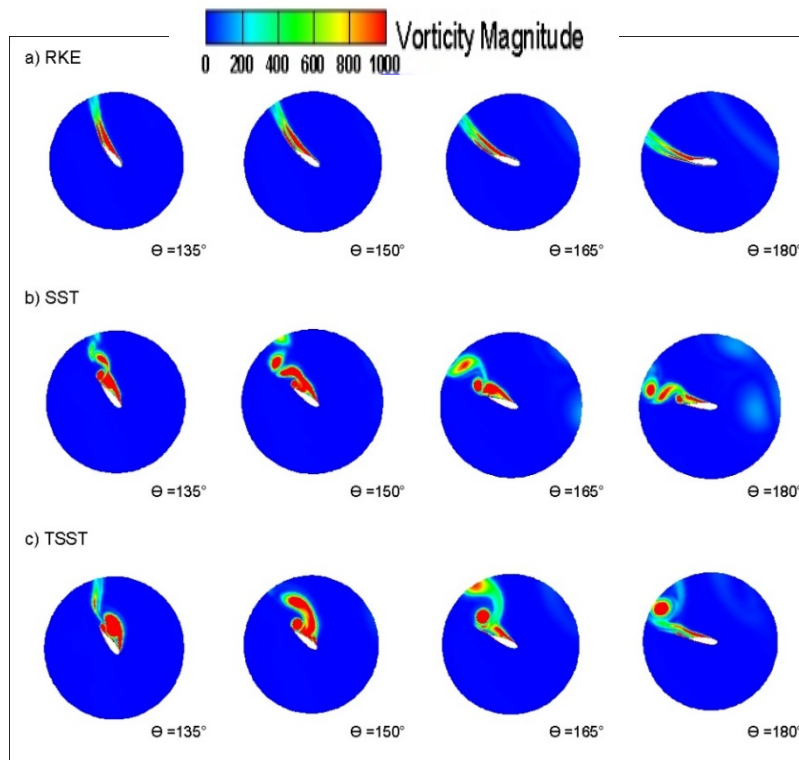 Vorticity Magnitude
0 200 400 600 800 1000
a) RKE
Θ =135° Θ =150° Θ =165° Θ =180°
b) SST
Θ =135° Θ =150° Θ =165° Θ =180°
c) TSST
Θ =135° Θ =150° Θ =165° Θ =180°